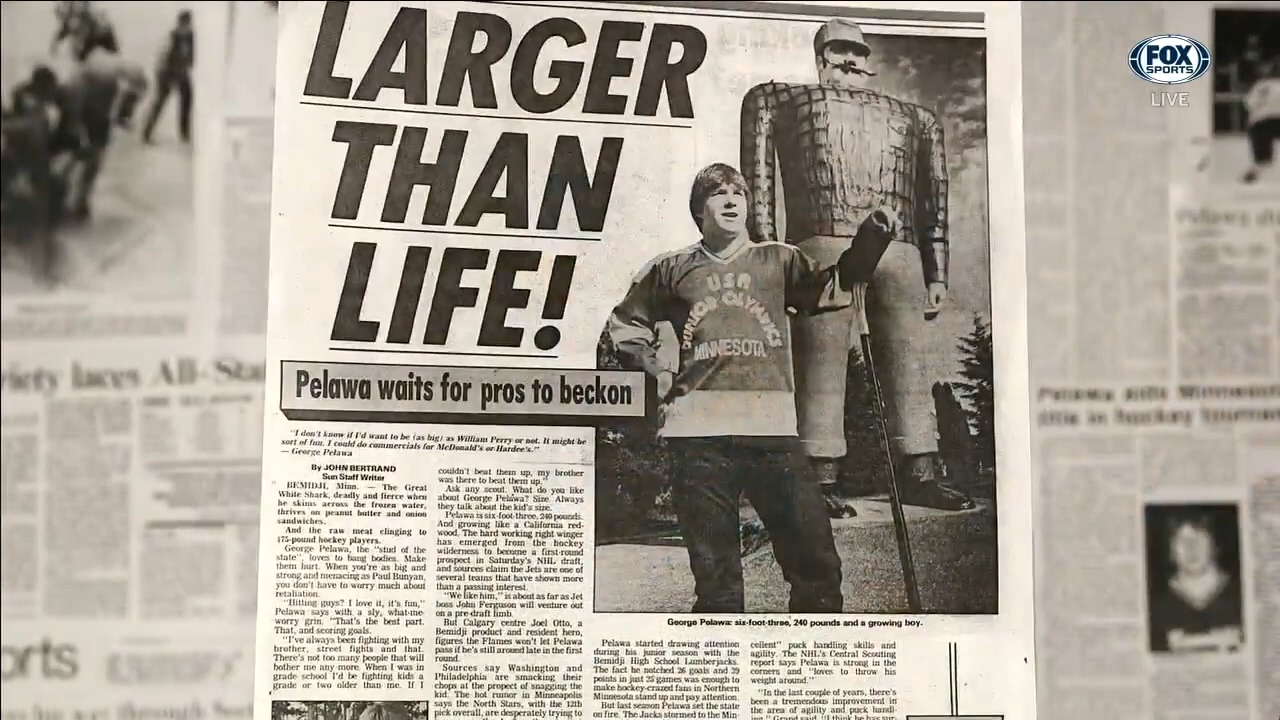 LARGER
THAN
LIFE!
Pelawa waits for pros to beckon
"I don't know if I'd want to be (as big) as William Perry or not. It might be
sort of fun. I could do commercials for McDonald's or Hardee's."
— George Pelawa
By JOHN BERTRAND
Sun Staff Writer
BEMIDJI, Minn. — The Great
White Shark, deadly and fierce when
he skims across the frozen water,
thrives on peanut butter and onion
sandwiches.
And the raw meat clinging to
175-pound hockey players.
George Pelawa, the "stud of the
state", loves to bang bodies. Make
them hurt. When you're as big and
strong and menacing as Paul Bunyan,
you don't have to worry much about
retaliation.
"Hitting guys? I love it, it's fun,"
Pelawa says with a sly, what-me-
worry grin. "That's the best part.
That, and scoring goals.
"I've always been fighting with my
brother, street fights and that.
There's not too many people that will
bother me any more. When I was in
grade school I'd be fighting kids a
grade or two older than me. If I
couldn't beat them up, my brother
was there to beat them up."
Ask any scout. What do you like
about George Pelawa? Size. Always
they talk about the kid's size.
Pelawa is six-foot-three, 240 pounds.
And growing like a California red-
wood. The hard working right winger
has emerged from the hockey
wilderness to become a first-round
prospect in Saturday's NHL draft,
and sources claim the Jets are one of
several teams that have shown more
than a passing interest.
"We like him," is about as far as Jet
boss John Ferguson will venture out
on a pre-draft limb.
But Calgary centre Joel Otto, a
Bemidji product and resident hero,
figures the Flames won't let Pelawa
pass if he's still around late in the first
round.
Sources say Washington and
Philadelphia are smacking their
chops at the propect of snagging the
kid. The hot rumor in Minneapolis
says the North Stars, with the 12th
pick overall, are desperately trying to
USA
JUNIOR OLYMPICS
MINNESOTA
George Pelawa: six-foot-three, 240 pounds and a growing boy.
Pelawa started drawing attention
during his junior season with the
Bemidji High School Lumberjacks.
The fact he notched 26 goals and 39
points in just 25 games was enough to
make hockey-crazed fans in Northern
Minnesota stand up and pay attention.
But last season Pelawa set the state
on fire. The Jacks stormed to the Min-
cellent" puck handling skills and
agility. The NHL's Central Scouting
report says Pelawa is strong in the
corners and "loves to throw his
weight around."
"In the last couple of years, there's
been a tremendous improvement in
the area of agility and puck handl-
FOX
SPORTS
LIVE
riety laces All-Sta
orts
Pelawa
Pelawa aids Minnesota
title in hockey